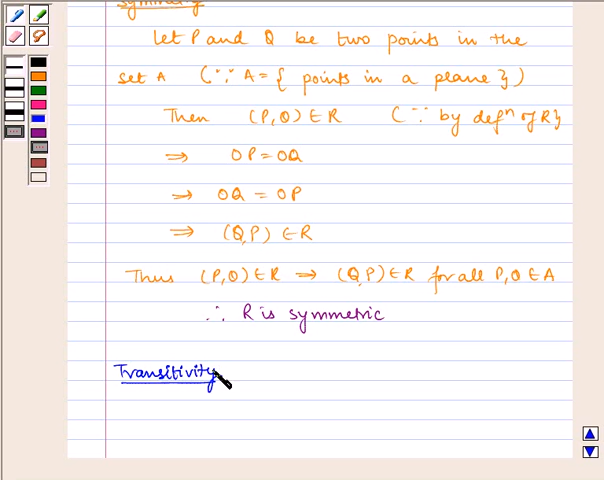 Symmetry
Let P and Q be two points in the
set A (∵ A = { points in a plane })
Then (P,Q) ∈ R (∵ by defⁿ of R}
⇒ OP = OQ
⇒ OQ = OP
⇒ (Q,P) ∈ R
Thus (P,Q) ∈ R ⇒ (Q,P) ∈ R for all P,Q ∈ A
∴ R is symmetric
Transitivity